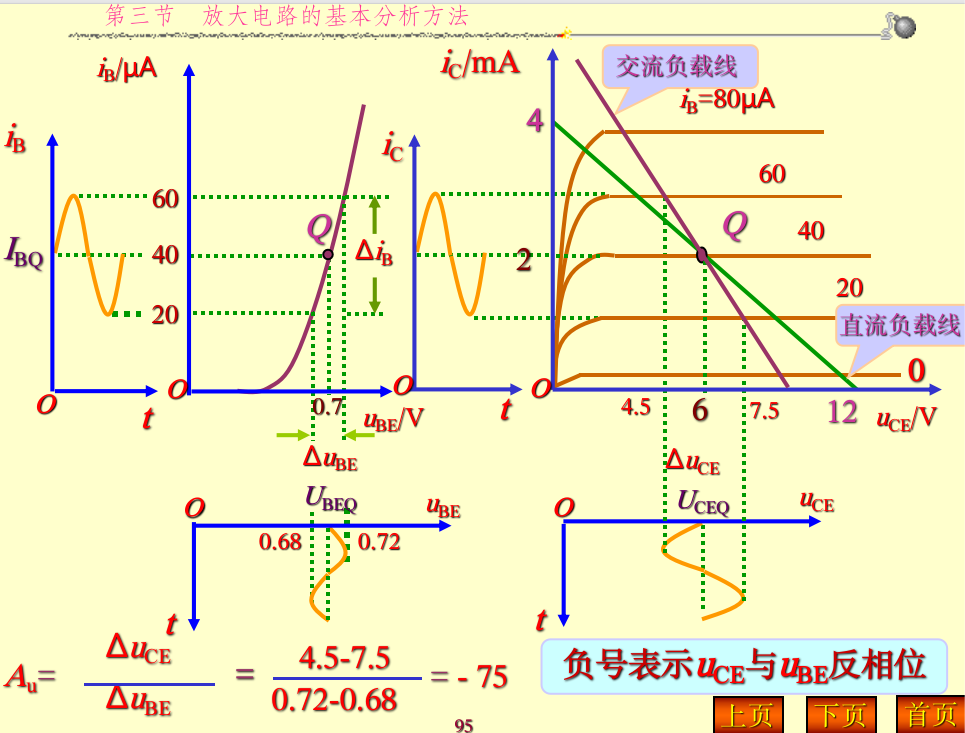 第三节 放大电路的基本分析方法
iB/μA
iC/mA
交流负载线
iB=80μA
4
iB
iC
60
60
Q
Q
IBQ
40
ΔiB
2
40
20
20
直流负载线
O
t
O
0.7
uBE/V
O
t
O
4.5
6
7.5
12
0
uCE/V
ΔuBE
ΔuCE
O
UBEQ
uBE
O
UCEQ
uCE
0.68
0.72
t
t
Au= ΔuCE / ΔuBE = 4.5-7.5 / 0.72-0.68 = - 75
负号表示uCE与uBE反相位
95
上页
下页
首页